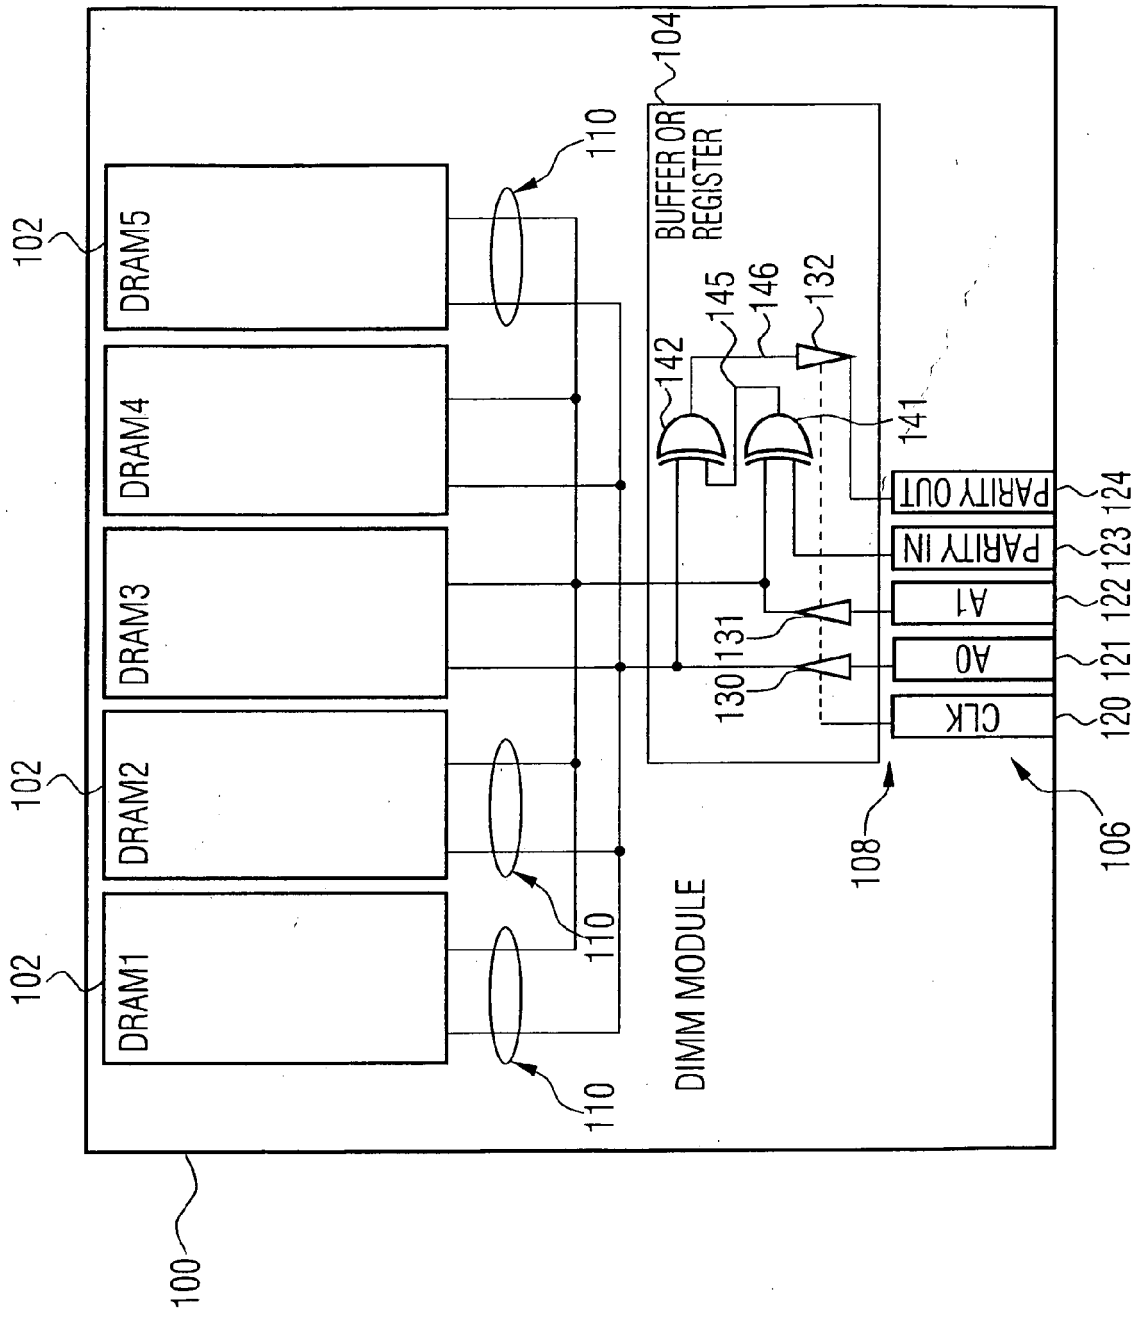 102
102
102
DRAM1
DRAM2
DRAM3
DRAM4
DRAM5
110
110
110
104
BUFFER OR
REGISTER
142
145
146
132
141
130
131
DIMM MODULE
108
CLK
A0
A1
PARITY IN
PARITY OUT
106
120
121
122
123
124
100